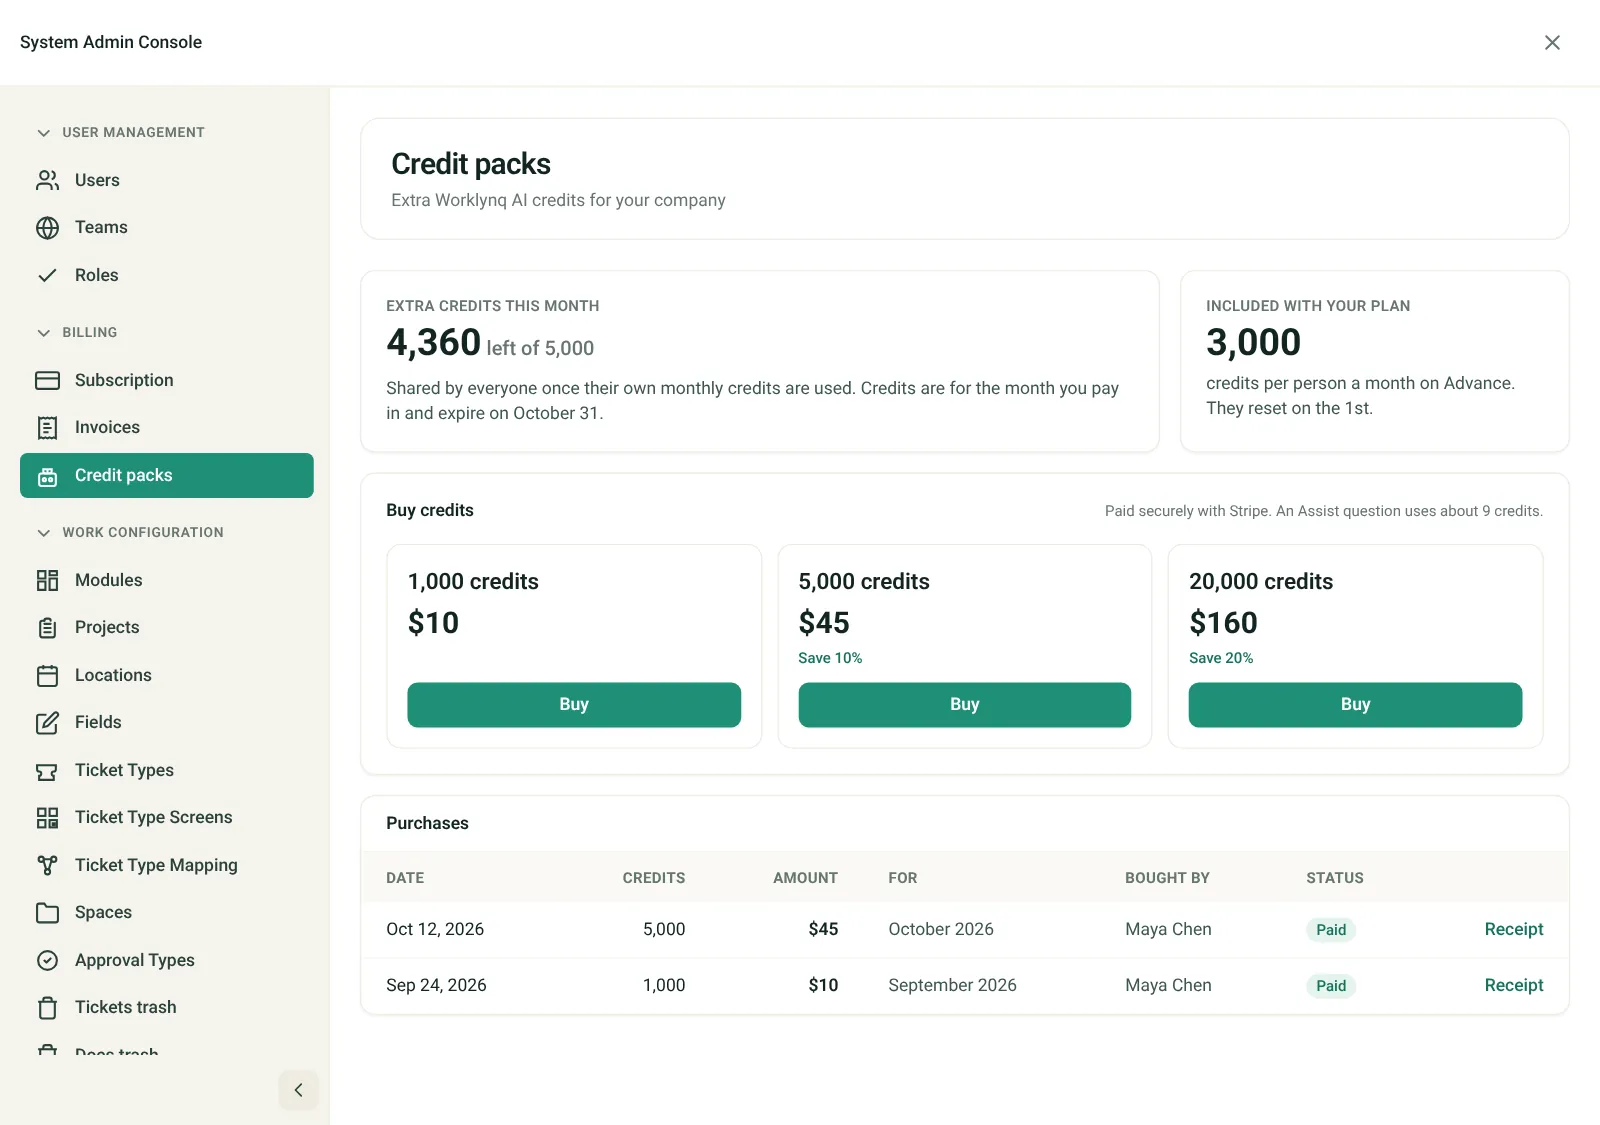 System Admin Console
USER MANAGEMENT
Users
Teams
Roles
BILLING
Subscription
Invoices
Credit packs
WORK CONFIGURATION
Modules
Projects
Locations
Fields
Ticket Types
Ticket Type Screens
Ticket Type Mapping
Spaces
Approval Types
Tickets trash
Docs trash
Credit packs
Extra Worklynq AI credits for your company
EXTRA CREDITS THIS MONTH
4,360 left of 5,000
Shared by everyone once their own monthly credits are used. Credits are for the month you pay
in and expire on October 31.
INCLUDED WITH YOUR PLAN
3,000
credits per person a month on Advance.
They reset on the 1st.
Buy credits
Paid securely with Stripe. An Assist question uses about 9 credits.
1,000 credits
$10
Buy
5,000 credits
$45
Save 10%
Buy
20,000 credits
$160
Save 20%
Buy
Purchases
DATE CREDITS AMOUNT FOR BOUGHT BY STATUS
Oct 12, 2026 5,000 $45 October 2026 Maya Chen Paid Receipt
Sep 24, 2026 1,000 $10 September 2026 Maya Chen Paid Receipt